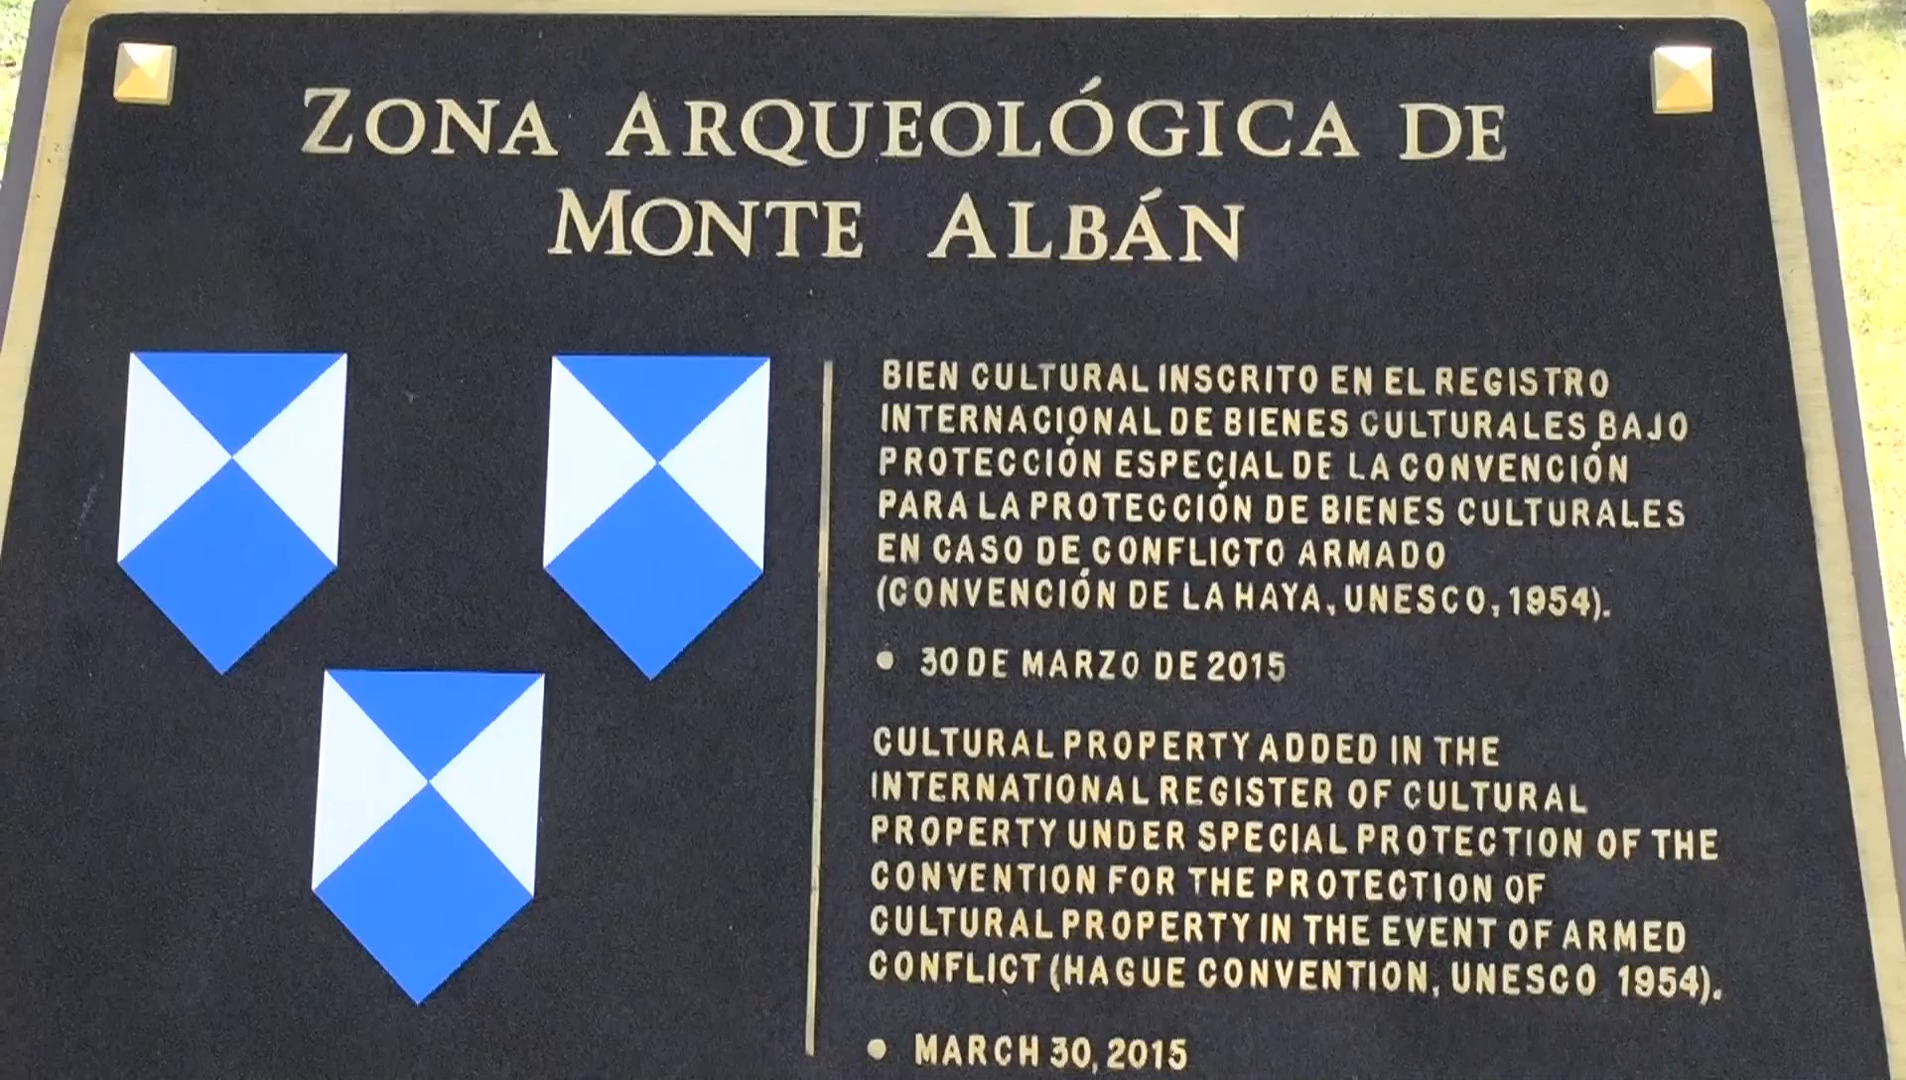 ZONA ARQUEOLÓGICA DE
MONTE ALBÁN
BIEN CULTURAL INSCRITO EN EL REGISTRO
INTERNACIONAL DE BIENES CULTURALES BAJO
PROTECCIÓN ESPECIAL DE LA CONVENCIÓN
PARA LA PROTECCIÓN DE BIENES CULTURALES
EN CASO DE CONFLICTO ARMADO
(CONVENCIÓN DE LA HAYA, UNESCO, 1954).
• 30 DE MARZO DE 2015
CULTURAL PROPERTY ADDED IN THE
INTERNATIONAL REGISTER OF CULTURAL
PROPERTY UNDER SPECIAL PROTECTION OF THE
CONVENTION FOR THE PROTECTION OF
CULTURAL PROPERTY IN THE EVENT OF ARMED
CONFLICT (HAGUE CONVENTION, UNESCO 1954).
• MARCH 30, 2015